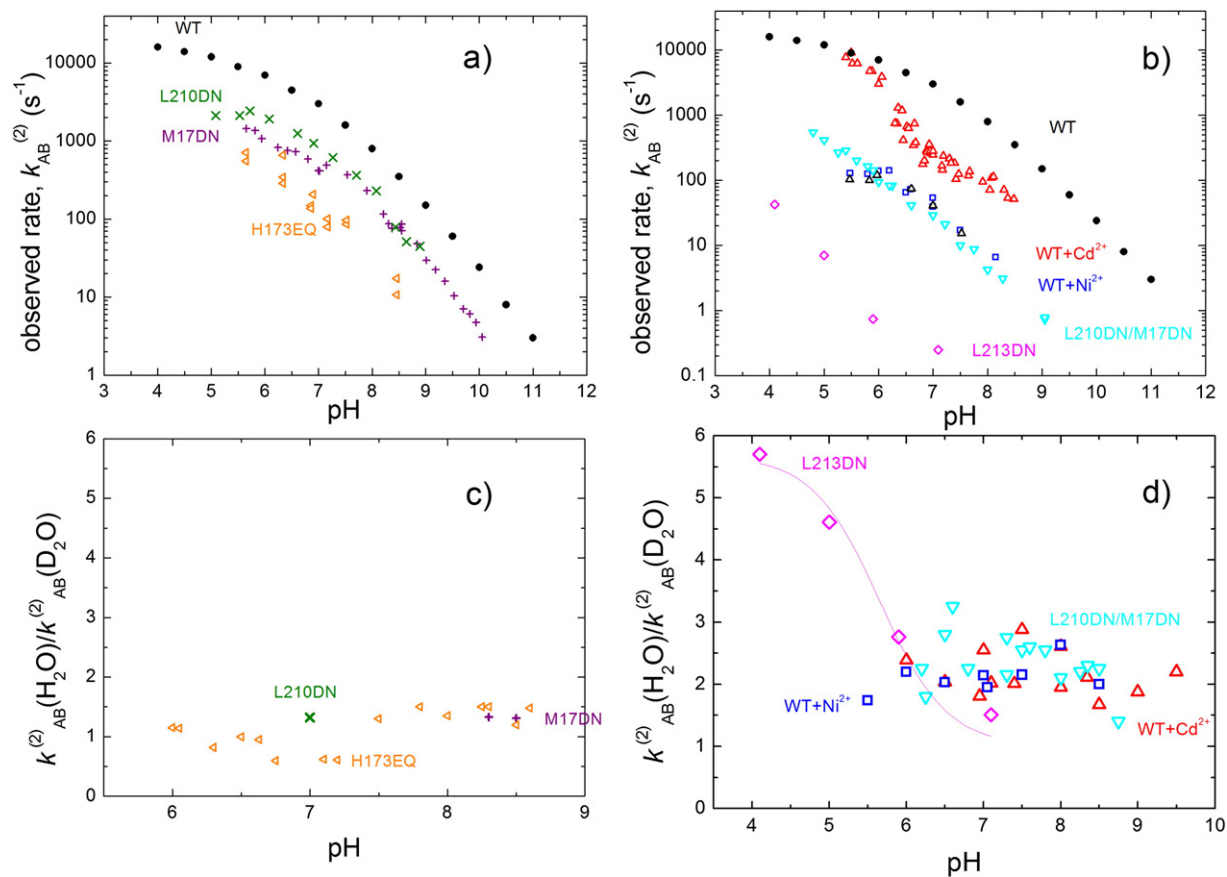 a)
WT
L210DN
M17DN
H173EQ
observed rate, k_AB^(2) (s^-1)
10000
1000
100
10
1
3 4 5 6 7 8 9 10 11 12
pH
b)
WT
WT+Cd²⁺
WT+Ni²⁺
L210DN/M17DN
L213DN
observed rate, k_AB^(2) (s^-1)
10000
1000
100
10
1
0.1
3 4 5 6 7 8 9 10 11 12
pH
c)
L210DN
M17DN
H173EQ
k^(2)_AB(H₂O)/k^(2)_AB(D₂O)
6
5
4
3
2
1
0
6 7 8 9
pH
d)
L213DN
L210DN/M17DN
WT+Ni²⁺
WT+Cd²⁺
k^(2)_AB(H₂O)/k^(2)_AB(D₂O)
6
5
4
3
2
1
0
4 5 6 7 8 9 10
pH